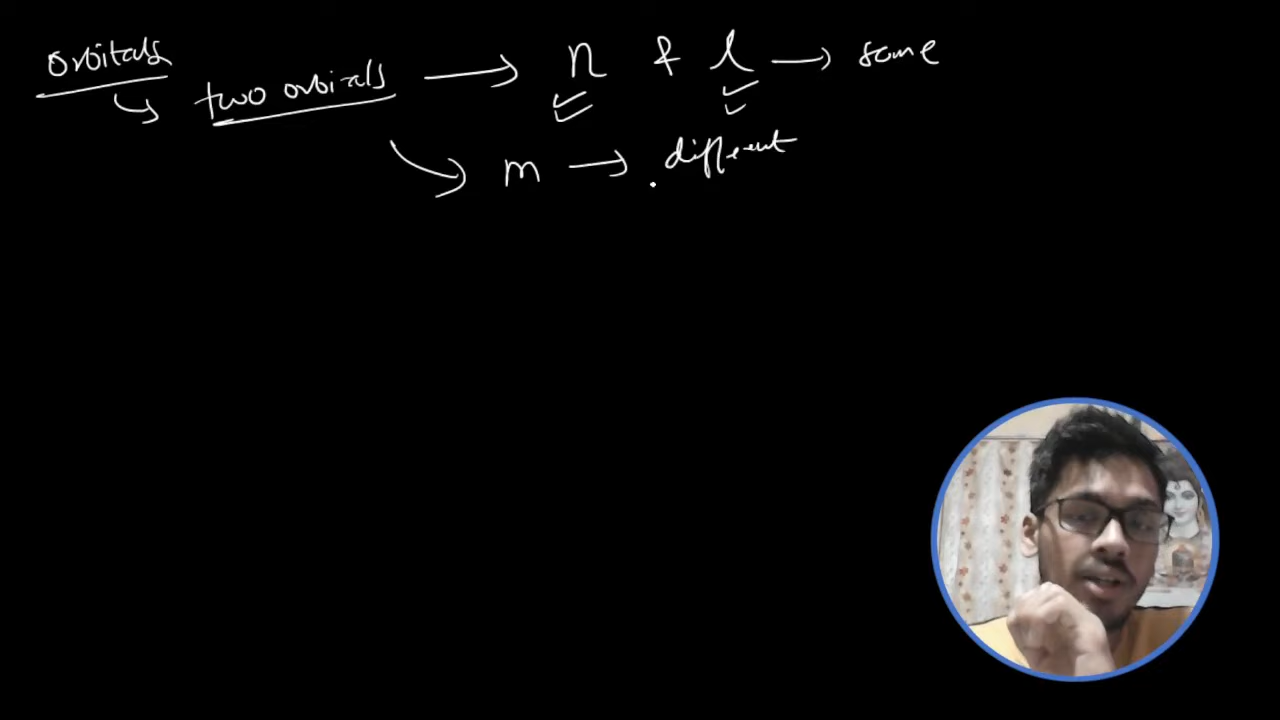 orbitals
↳ two orbitals → n & l → same
↘ m → different